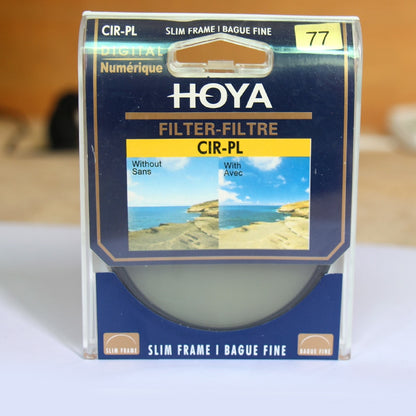 CIR-PL SLIM FRAME | BAGUE FINE 77
DIGITAL
Numérique
HOYA
FILTER-FILTRE
CIR-PL
Without With
Sans Avec
SLIM FRAME SLIM FRAME | BAGUE FINE BAGUE FINE